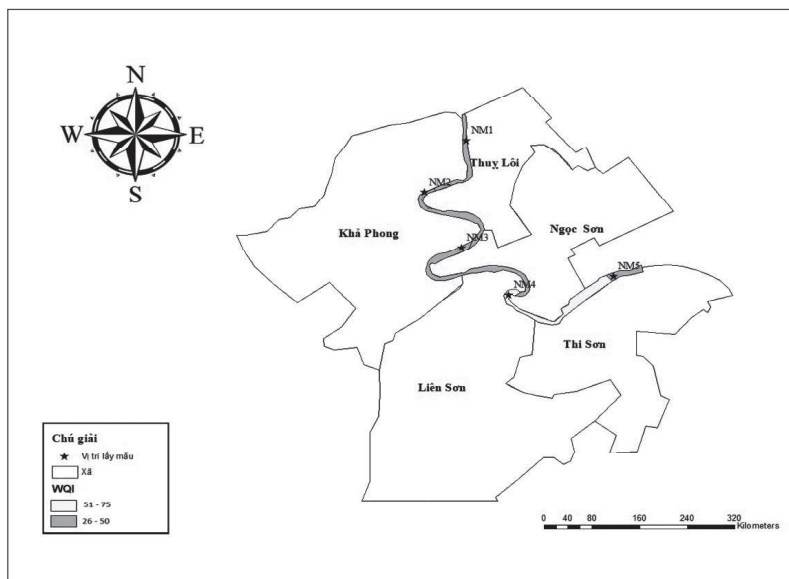 N
W E
S
NM1
Thuỵ Lôi
NM2
Khả Phong
NM3
Ngọc Sơn
NM5
NM4
Thi Sơn
Liên Sơn
Chú giải
Vị trí lấy mẫu
Xã
WQI
51 - 75
26 - 50
0 20 40 80 160 240 320
Kilometers